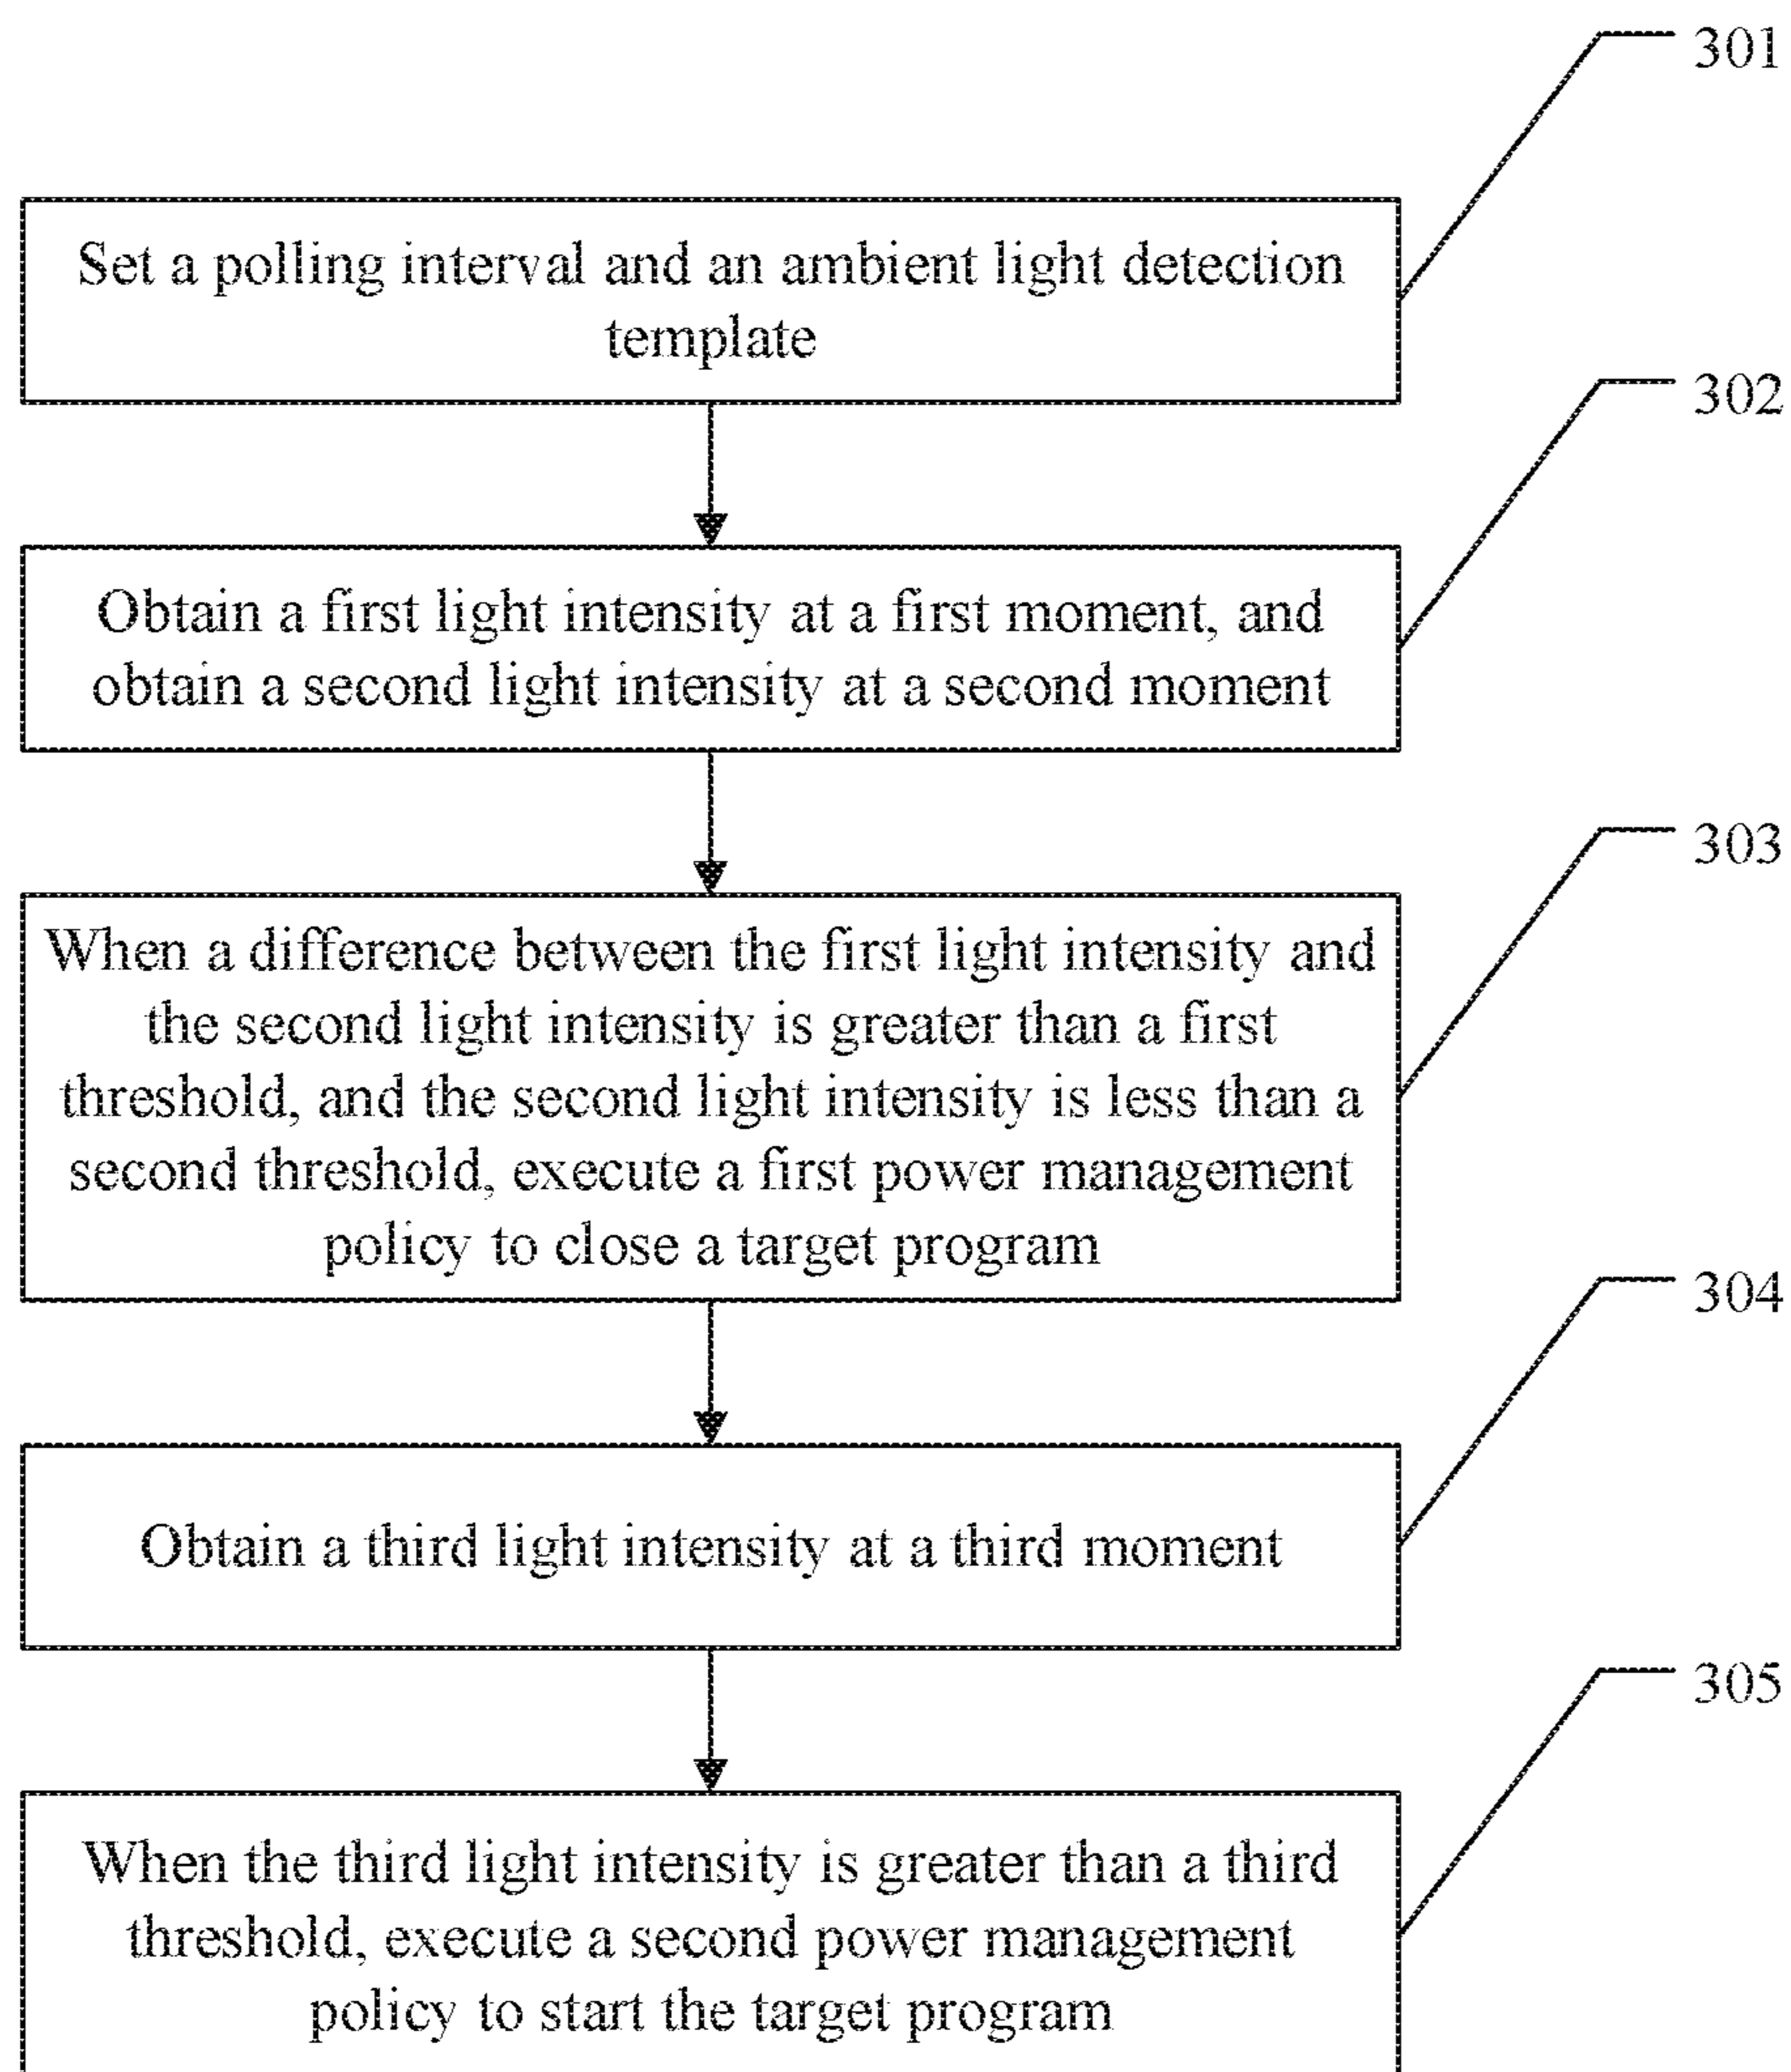 301
Set a polling interval and an ambient light detection
template
302
Obtain a first light intensity at a first moment, and
obtain a second light intensity at a second moment
303
When a difference between the first light intensity and
the second light intensity is greater than a first
threshold, and the second light intensity is less than a
second threshold, execute a first power management
policy to close a target program
304
Obtain a third light intensity at a third moment
305
When the third light intensity is greater than a third
threshold, execute a second power management
policy to start the target program